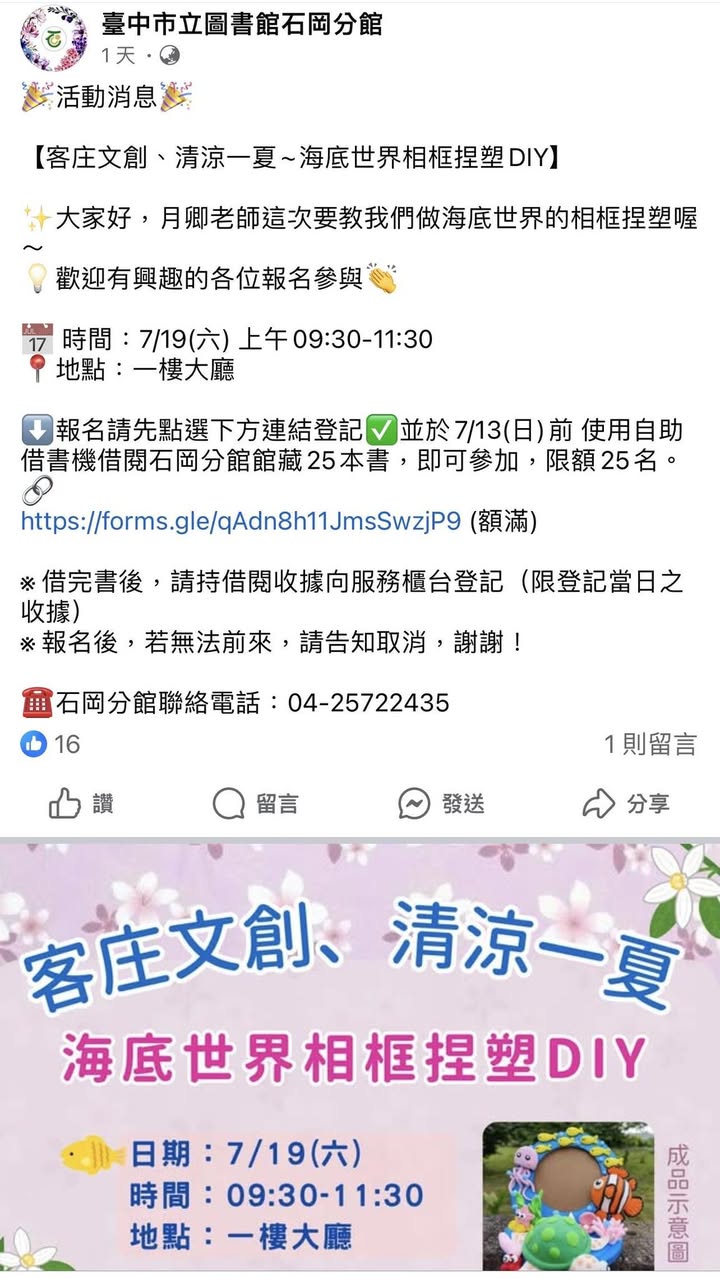 臺中市立圖書館石岡分館
1天·
🎉活動消息🎉
【客庄文創、清涼一夏~海底世界相框捏塑DIY】
✨大家好，月卿老師這次要教我們做海底世界的相框捏塑喔
～
💡歡迎有興趣的各位報名參與👏
📅 時間：7/19(六) 上午09:30-11:30
📍地點：一樓大廳
⬇️報名請先點選下方連結登記✅並於7/13(日)前 使用自助
借書機借閱石岡分館館藏25本書，即可參加，限額25名。
🔗
https://forms.gle/qAdn8h11JmsSwzjP9 (額滿)
※借完書後，請持借閱收據向服務櫃台登記（限登記當日之
收據）
※報名後，若無法前來，請告知取消，謝謝！
☎️石岡分館聯絡電話：04-25722435
16
1則留言
讚 留言 發送 分享
客庄文創、清涼一夏
海底世界相框捏塑DIY
日期：7/19(六)
時間：09:30-11:30
地點：一樓大廳
成品示意圖